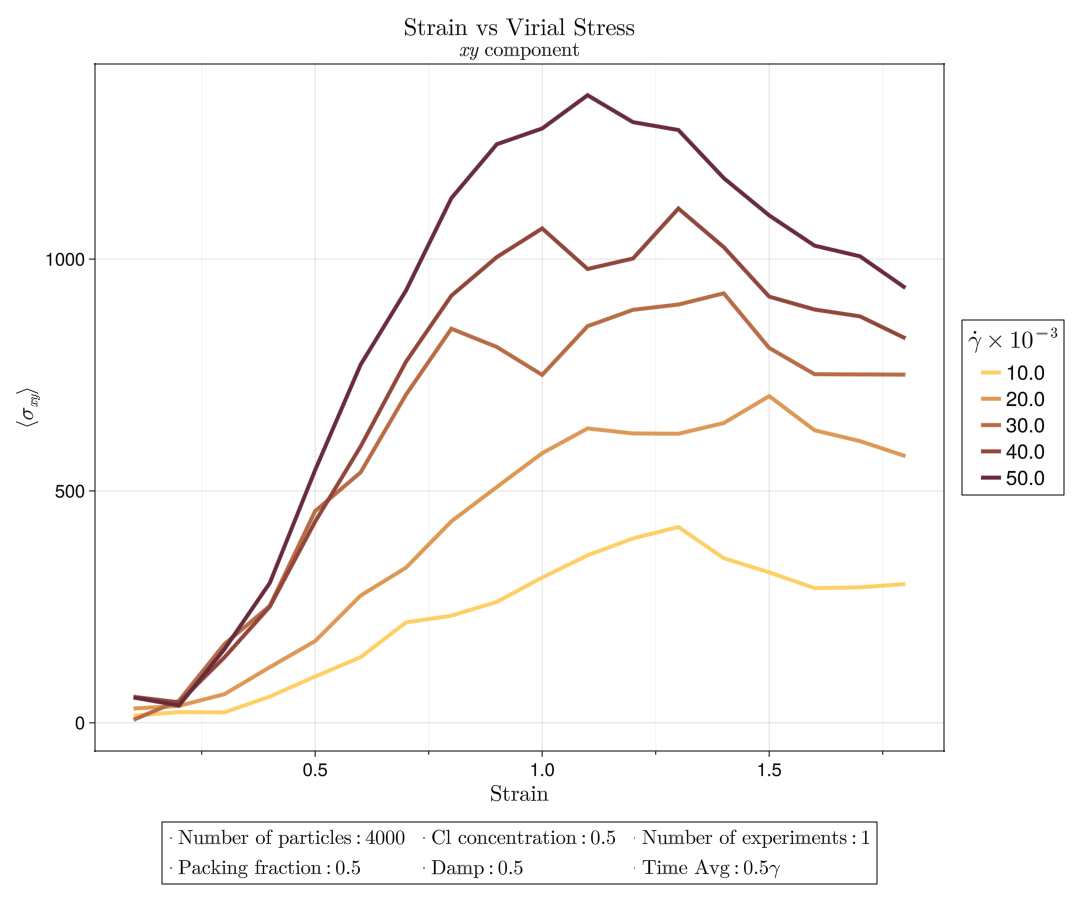 Strain vs Virial Stress
xy component
1000
500
0
⟨σxy⟩
0.5 1.0 1.5
Strain
γ̇ × 10⁻³
10.0
20.0
30.0
40.0
50.0
· Number of particles : 4000 · Cl concentration : 0.5 · Number of experiments : 1
· Packing fraction : 0.5 · Damp : 0.5 · Time Avg : 0.5γ